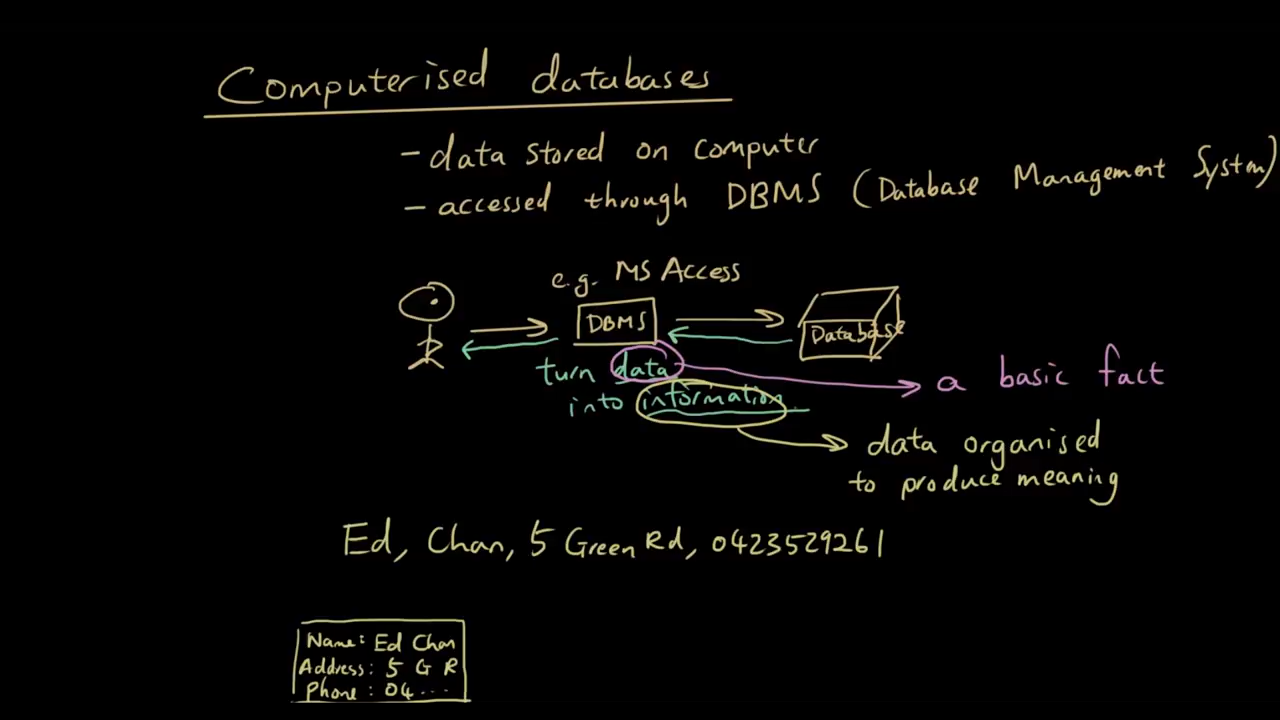 Computerised databases
- data stored on computer
- accessed through DBMS (Database Management System)
e.g. MS Access
DBMS
Database
turn data
into information
a basic fact
data organised
to produce meaning
Ed, Chan, 5 Green Rd, 0423529261
Name: Ed Chan
Address: 5 G R
Phone : 04...